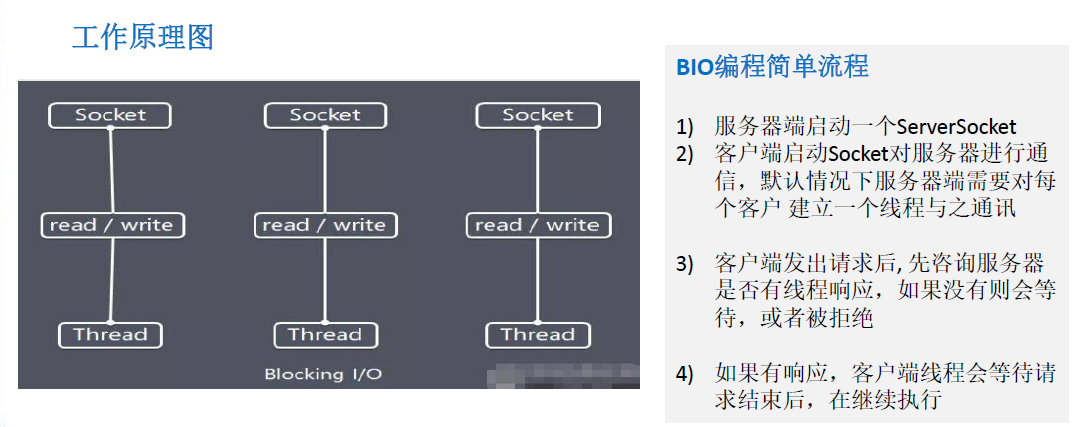 工作原理图
Socket
Socket
Socket
read / write
read / write
read / write
Thread
Thread
Thread
Blocking I/O
BIO编程简单流程
1) 服务器端启动一个ServerSocket
2) 客户端启动Socket对服务器进行通
信，默认情况下服务器端需要对每
个客户 建立一个线程与之通讯
3) 客户端发出请求后, 先咨询服务器
是否有线程响应，如果没有则会等
待，或者被拒绝
4) 如果有响应，客户端线程会等待请
求结束后，在继续执行